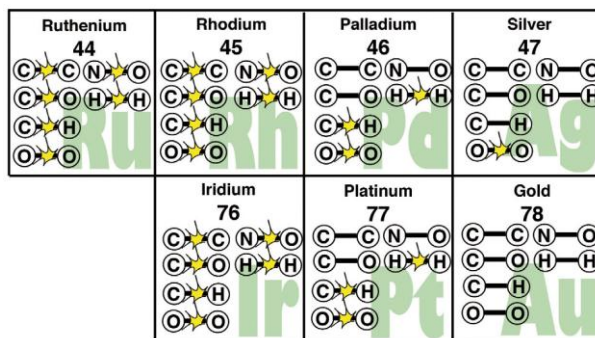 Ruthenium
44
C C N O
C O H H
C H
O O
Ru
Rhodium
45
C C N O
C O H H
C H
O O
Rh
Palladium
46
C C N O
C O H H
C H
O O
Pd
Silver
47
C C N O
C O H H
C H
O O
Ag
Iridium
76
C C N O
C O H H
C H
O O
Ir
Platinum
77
C C N O
C O H H
C H
O O
Pt
Gold
78
C C N O
C O H H
C H
O O
Au